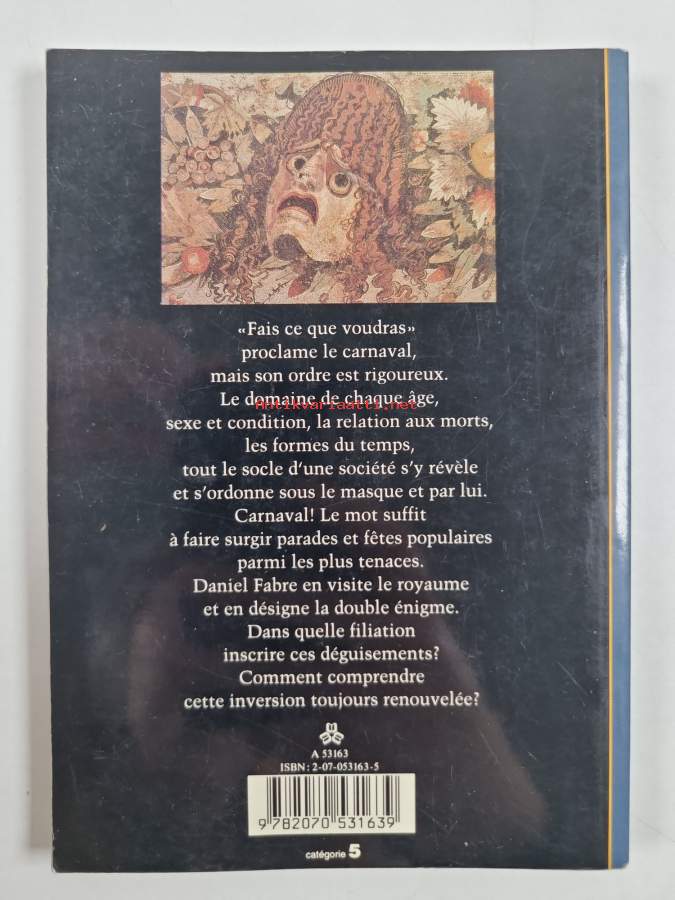 «Fais ce que voudras»
proclame le carnaval,
mais son ordre est rigoureux.
Le domaine de chaque âge,
Antikvariaatti.net
sexe et condition, la relation aux morts,
les formes du temps,
tout le socle d'une société s'y révèle
et s'ordonne sous le masque et par lui.
Carnaval! Le mot suffit
à faire surgir parades et fêtes populaires
parmi les plus tenaces.
Daniel Fabre en visite le royaume
et en désigne la double énigme.
Dans quelle filiation
inscrire ces déguisements?
Comment comprendre
cette inversion toujours renouvelée?
A 53163
ISBN : 2-07-053163-5
9 782070 531639
catégorie 5